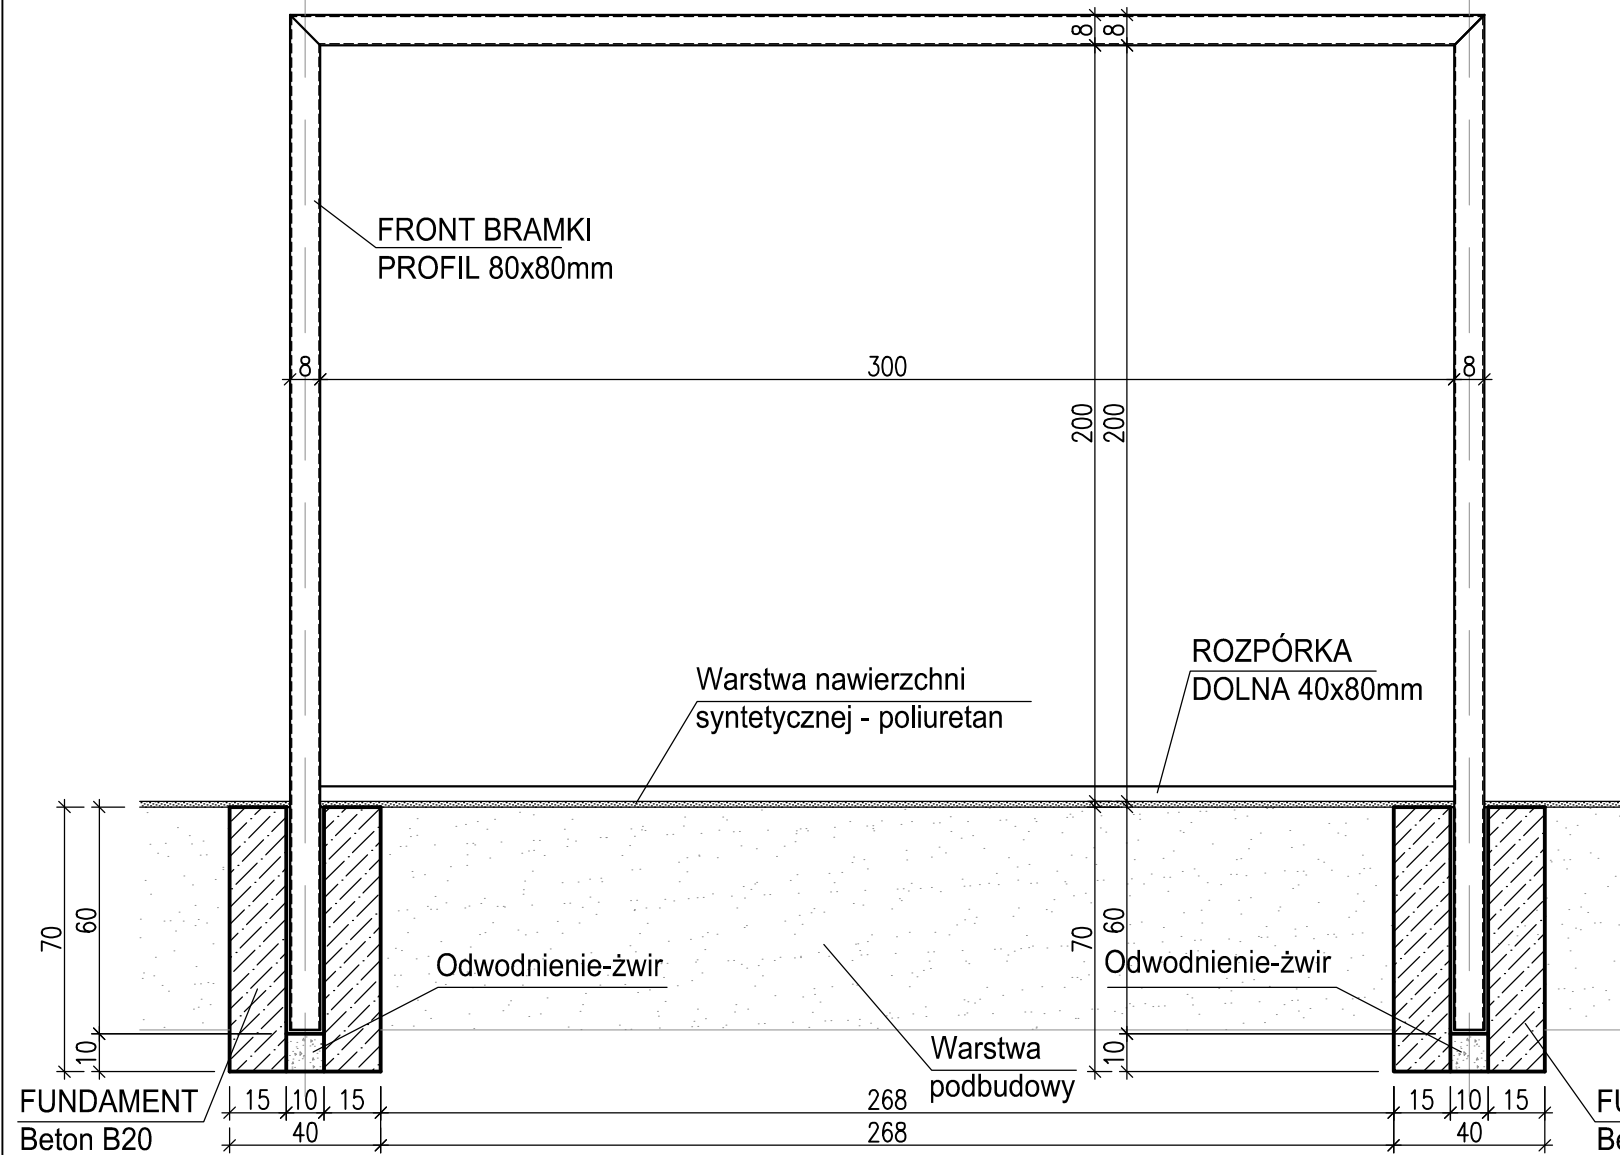 8 8
FRONT BRAMKI
PROFIL 80x80mm
8 300 8
200 200
ROZPÓRKA
DOLNA 40x80mm
Warstwa nawierzchni
syntetycznej - poliuretan
70 60 70 60
Odwodnienie-żwir
Odwodnienie-żwir
10 10
Warstwa
podbudowy
FUNDAMENT
Beton B20
15 10 15 268 15 10 15
40 268 40
FU
Be